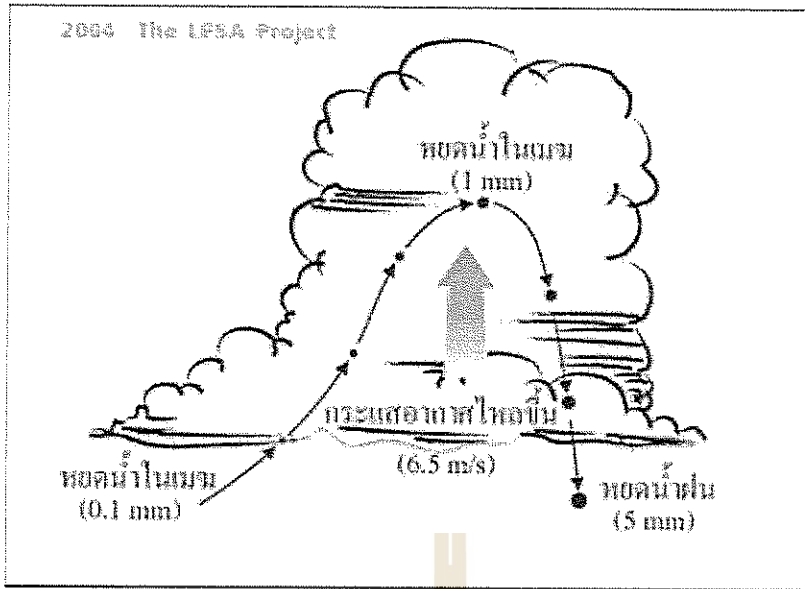 2004 The LFSA Project
หยดน้ำในเมฆ
(1 mm)
กระแสอากาศไหลขึ้น
(6.5 m/s)
หยดน้ำในเมฆ
(0.1 mm)
หยดน้ำฝน
(5 mm)